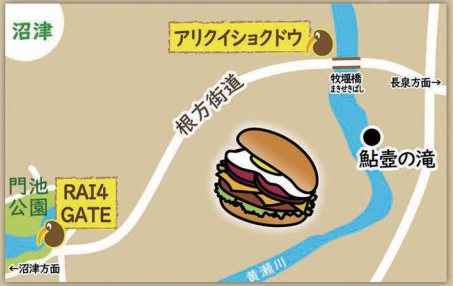 沼津
アリクイショクドウ
牧堰橋
まきせきばし
長泉方面→
根方街道
鮎壺の滝
門池
公園
RAI4
GATE
←沼津方面
黄瀬川